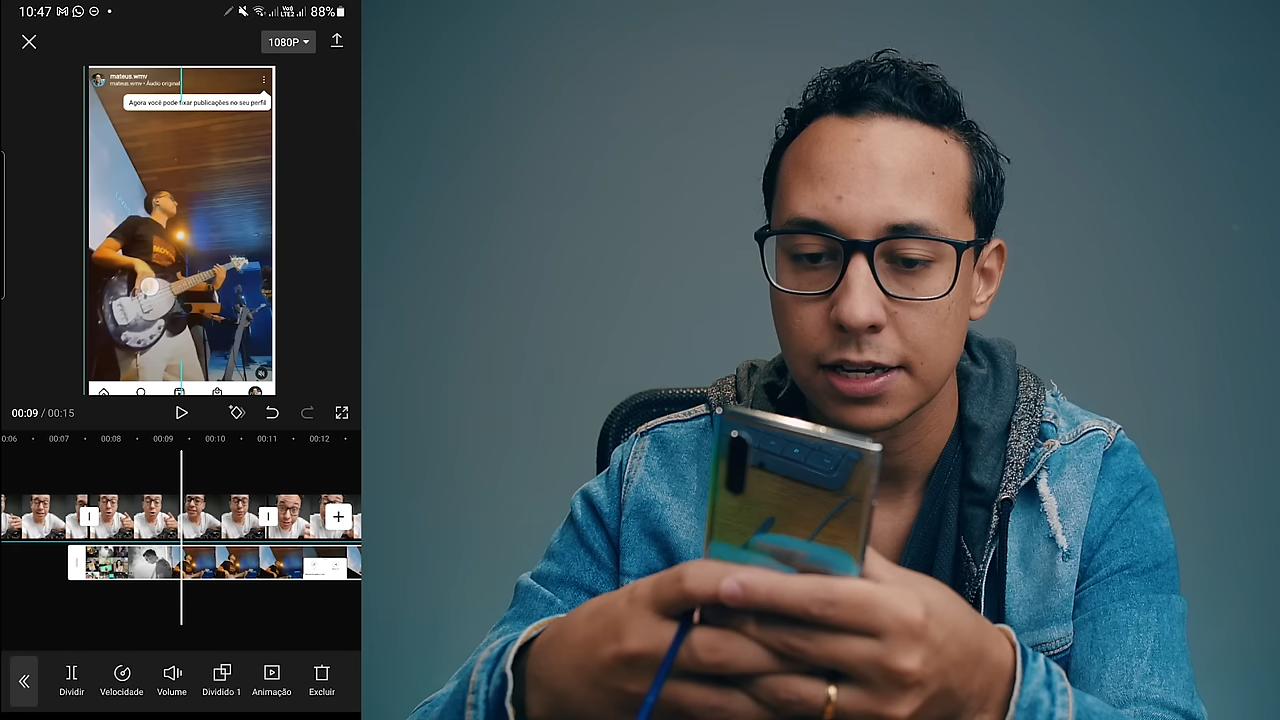 10:47
Vo))
LTE2
88%
1080P
mateus.wmv
mateus.wmv • Áudio original
Agora você pode fixar publicações no seu perfil
00:09 / 00:15
0:06
00:07
00:08
00:09
00:10
00:11
00:12
Dividir
Velocidade
Volume
Dividido 1
Animação
Excluir